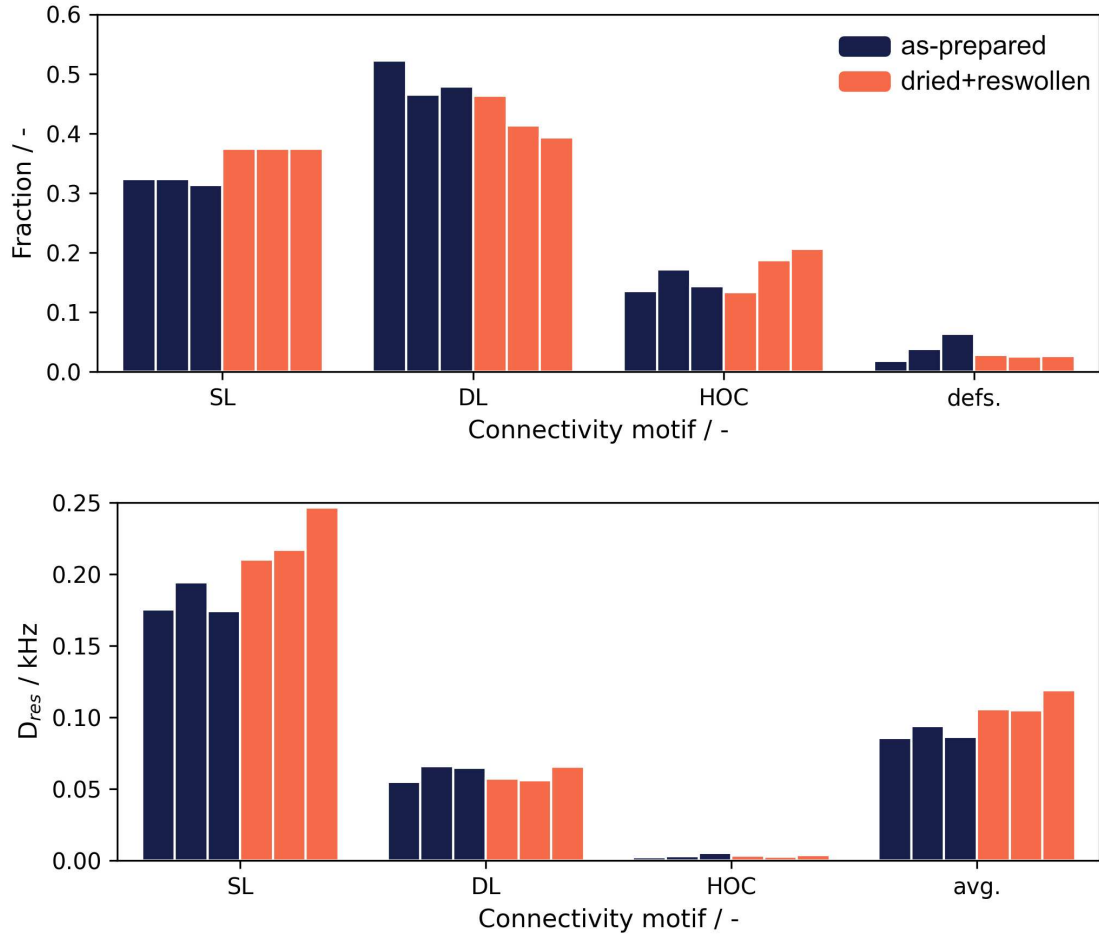 0.6
0.5
0.4
0.3
0.2
0.1
0.0
Fraction / -
as-prepared
dried+reswollen
SL DL HOC defs.
Connectivity motif / -
0.25
0.20
0.15
0.10
0.05
0.00
D_res / kHz
SL DL HOC avg.
Connectivity motif / -